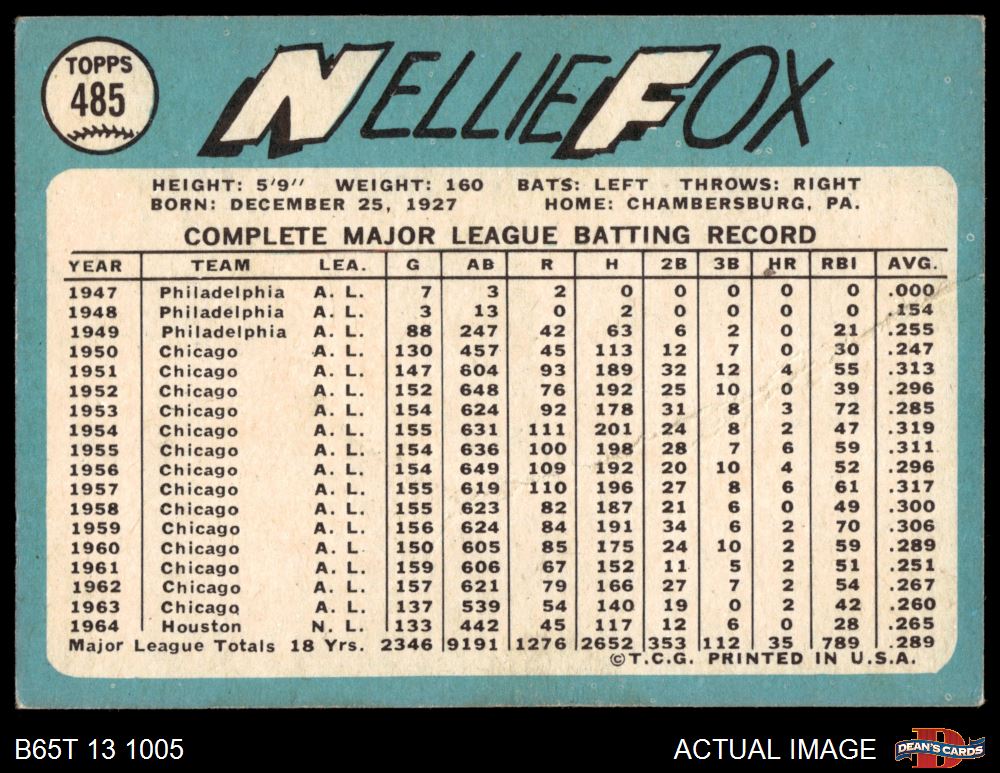 TOPPS
485
NELLIE FOX
HEIGHT: 5'9" WEIGHT: 160 BATS: LEFT THROWS: RIGHT
BORN: DECEMBER 25, 1927 HOME: CHAMBERSBURG, PA.
COMPLETE MAJOR LEAGUE BATTING RECORD
YEAR TEAM LEA. G AB R H 2B 3B HR RBI AVG.
1947 Philadelphia A. L. 7 3 2 0 0 0 0 0 .000
1948 Philadelphia A. L. 3 13 0 2 0 0 0 0 .154
1949 Philadelphia A. L. 88 247 42 63 6 2 0 21 .255
1950 Chicago A. L. 130 457 45 113 12 7 0 30 .247
1951 Chicago A. L. 147 604 93 189 32 12 4 55 .313
1952 Chicago A. L. 152 648 76 192 25 10 0 39 .296
1953 Chicago A. L. 154 624 92 178 31 8 3 72 .285
1954 Chicago A. L. 155 631 111 201 24 8 2 47 .319
1955 Chicago A. L. 154 636 100 198 28 7 6 59 .311
1956 Chicago A. L. 154 649 109 192 20 10 4 52 .296
1957 Chicago A. L. 155 619 110 196 27 8 6 61 .317
1958 Chicago A. L. 155 623 82 187 21 6 0 49 .300
1959 Chicago A. L. 156 624 84 191 34 6 2 70 .306
1960 Chicago A. L. 150 605 85 175 24 10 2 59 .289
1961 Chicago A. L. 159 606 67 152 11 5 2 51 .251
1962 Chicago A. L. 157 621 79 166 27 7 2 54 .267
1963 Chicago A. L. 137 539 54 140 19 0 2 42 .260
1964 Houston N. L. 133 442 45 117 12 6 0 28 .265
Major League Totals 18 Yrs. 2346 9191 1276 2652 353 112 35 789 .289
©T.C.G. PRINTED IN U.S.A.
B65T 13 1005 ACTUAL IMAGE D DEAN'S CARDS